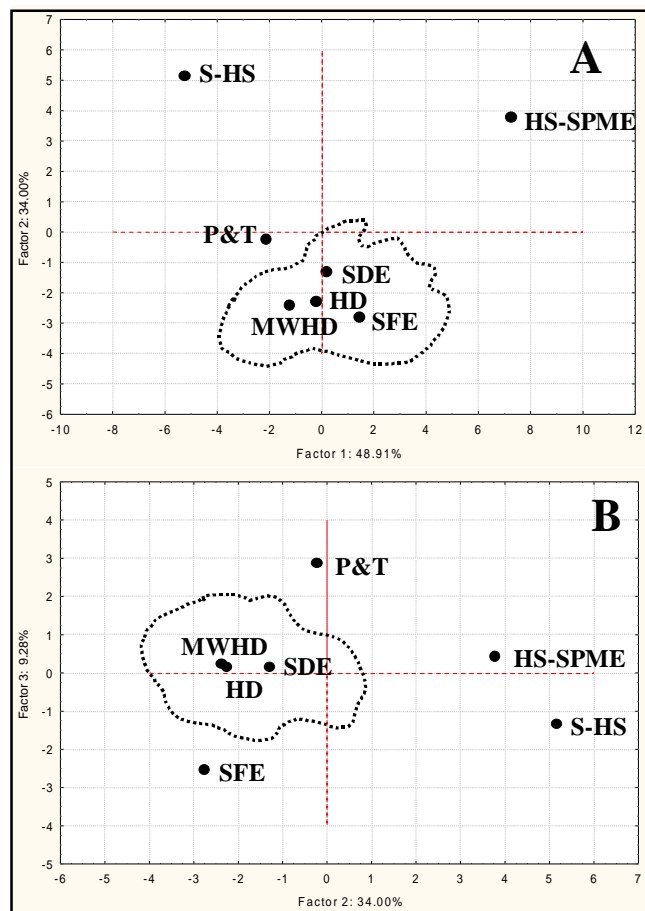 A
S-HS
HS-SPME
P&T
SDE
HD
MWHD
SFE
7
6
5
4
3
2
1
0
-1
-2
-3
-4
-5
-6
Factor 2: 34.00%
-10 -8 -6 -4 -2 0 2 4 6 8 10 12
Factor 1: 48.91%
B
P&T
MWHD
HS-SPME
SDE
HD
S-HS
SFE
5
4
3
2
1
0
-1
-2
-3
-4
-5
Factor 3: 9.28%
-6 -5 -4 -3 -2 -1 0 1 2 3 4 5 6 7
Factor 2: 34.00%